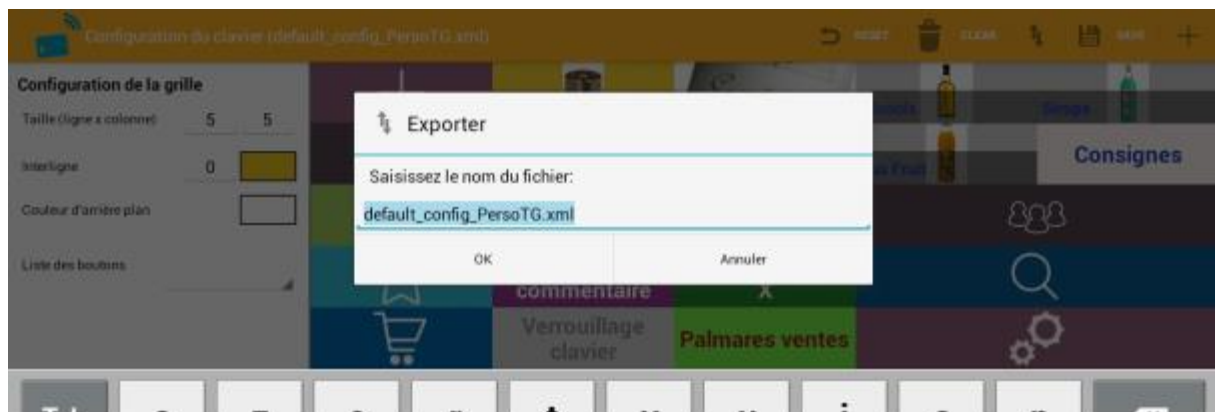 Configuration du clavier (default_config_PersoTG.xml)
RESET
CLEAR
SAVE
Configuration de la grille
Taille (ligne x colonne) 5 5
Interligne 0
Couleur d'arrière plan
Liste des boutons
Exporter
Saisissez le nom du fichier:
default_config_PersoTG.xml
OK Annuler
Sirops
Fruit
Consignes
commentaire
X
Verrouillage
clavier
Palmares ventes